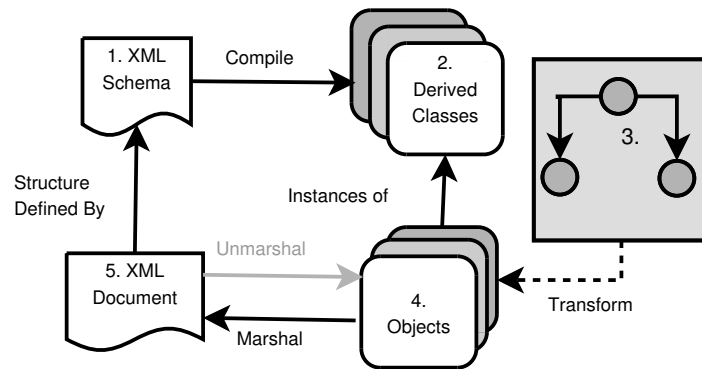 1. XML
Schema
Compile
2.
Derived
Classes
3.
Structure
Defined By
Instances of
Unmarshal
5. XML
Document
4.
Objects
Transform
Marshal